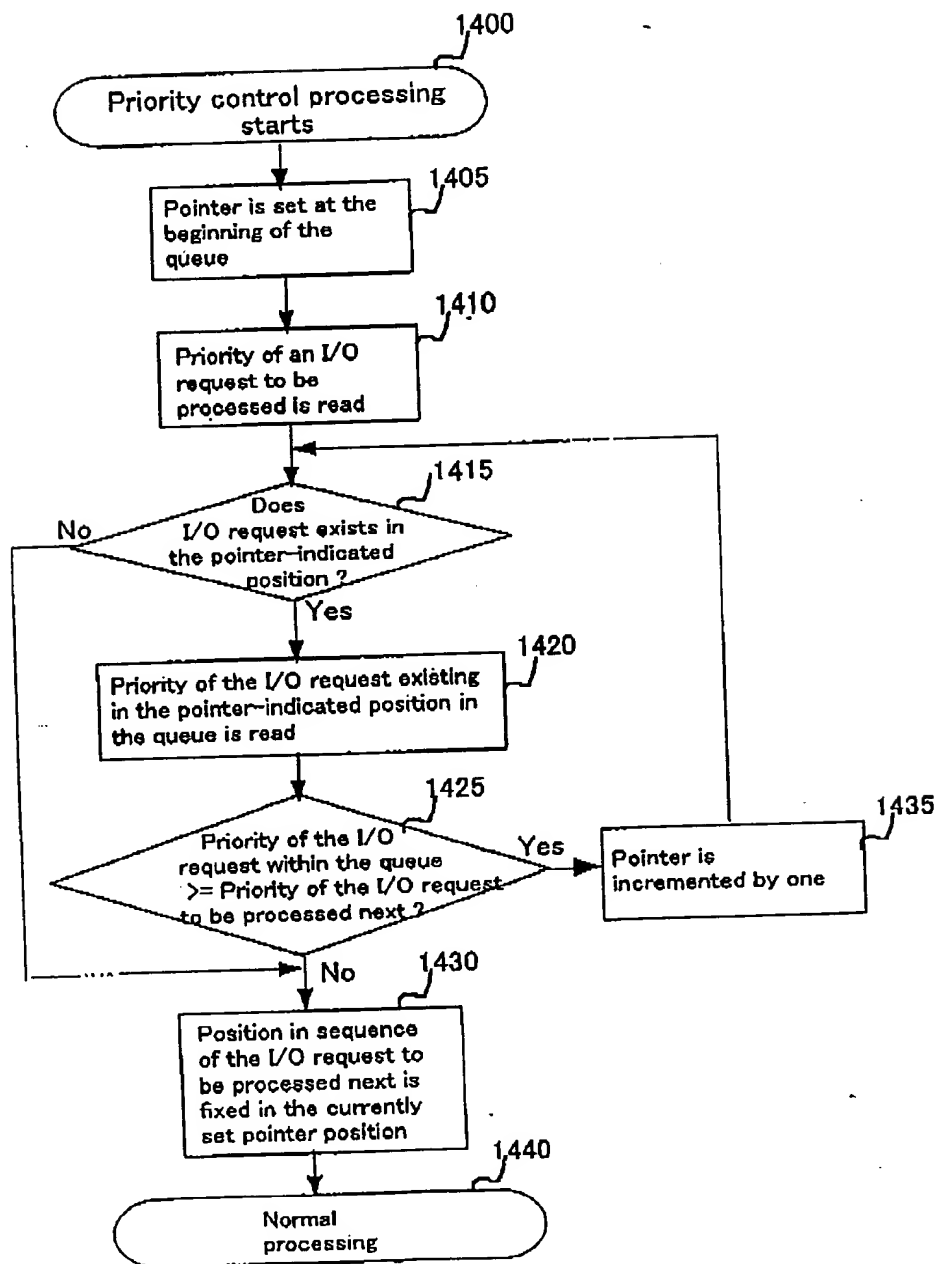 1400
Priority control processing
starts
1405
Pointer is set at the
beginning of the
queue
1410
Priority of an I/O
request to be
processed is read
1415
Does
I/O request exists in
the pointer-indicated
position ?
No
Yes
1420
Priority of the I/O request existing
in the pointer-indicated position in
the queue is read
1425
Priority of the I/O
request within the queue
>= Priority of the I/O request
to be processed next ?
Yes
1435
Pointer is
incremented by one
No
1430
Position in sequence
of the I/O request to
be processed next is
fixed in the currently
set pointer position
1440
Normal
processing